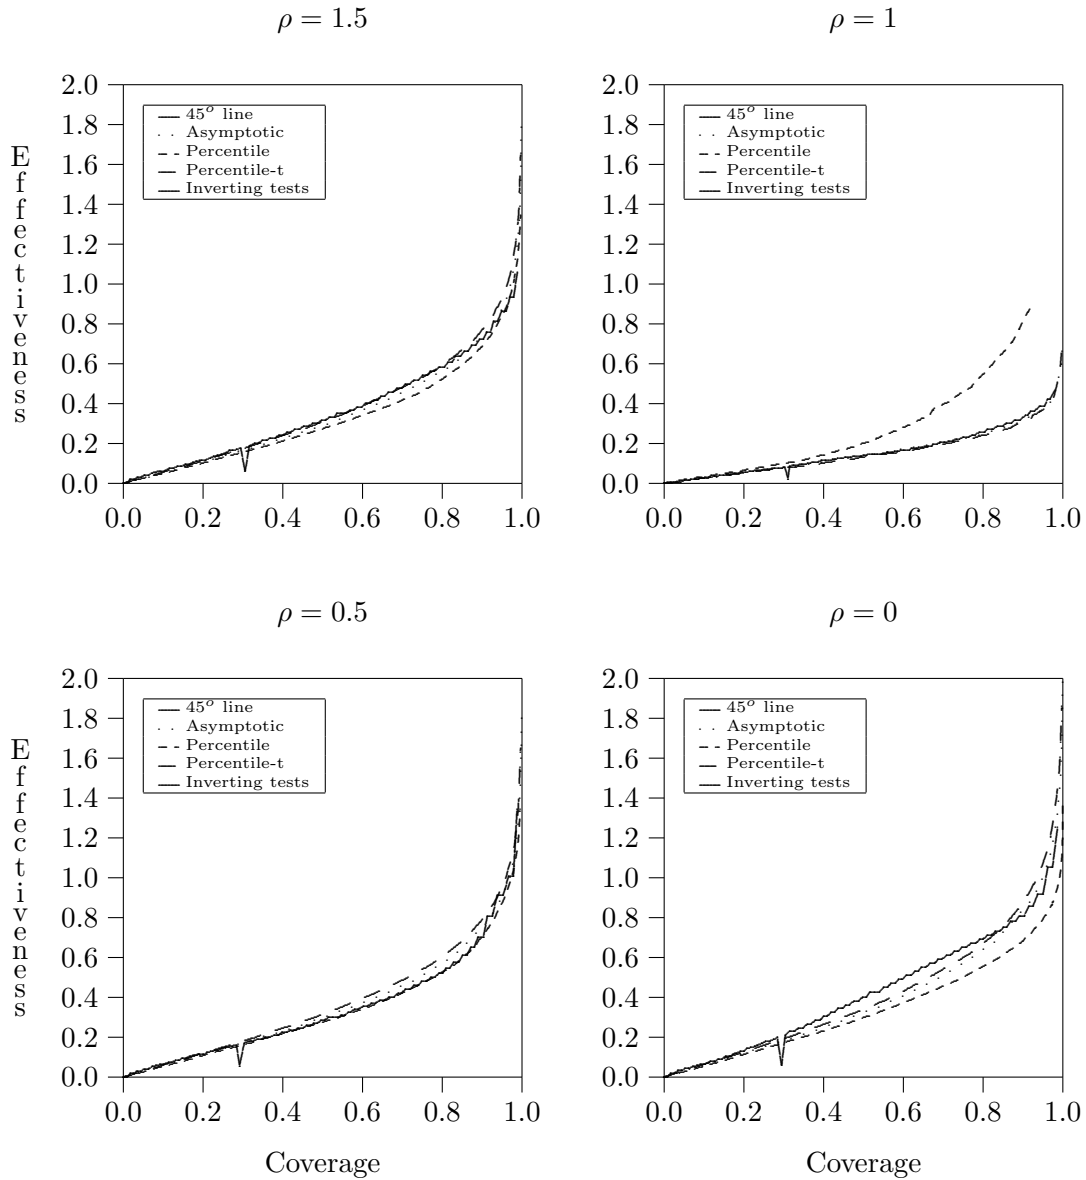 ρ = 1.5
2.0
1.8
1.6
1.4
1.2
1.0
0.8
0.6
0.4
0.2
0.0
Effectiveness
45° line
Asymptotic
Percentile
Percentile-t
Inverting tests
0.0 0.2 0.4 0.6 0.8 1.0
ρ = 1
2.0
1.8
1.6
1.4
1.2
1.0
0.8
0.6
0.4
0.2
0.0
45° line
Asymptotic
Percentile
Percentile-t
Inverting tests
0.0 0.2 0.4 0.6 0.8 1.0
ρ = 0.5
2.0
1.8
1.6
1.4
1.2
1.0
0.8
0.6
0.4
0.2
0.0
Effectiveness
45° line
Asymptotic
Percentile
Percentile-t
Inverting tests
0.0 0.2 0.4 0.6 0.8 1.0
Coverage
ρ = 0
2.0
1.8
1.6
1.4
1.2
1.0
0.8
0.6
0.4
0.2
0.0
45° line
Asymptotic
Percentile
Percentile-t
Inverting tests
0.0 0.2 0.4 0.6 0.8 1.0
Coverage